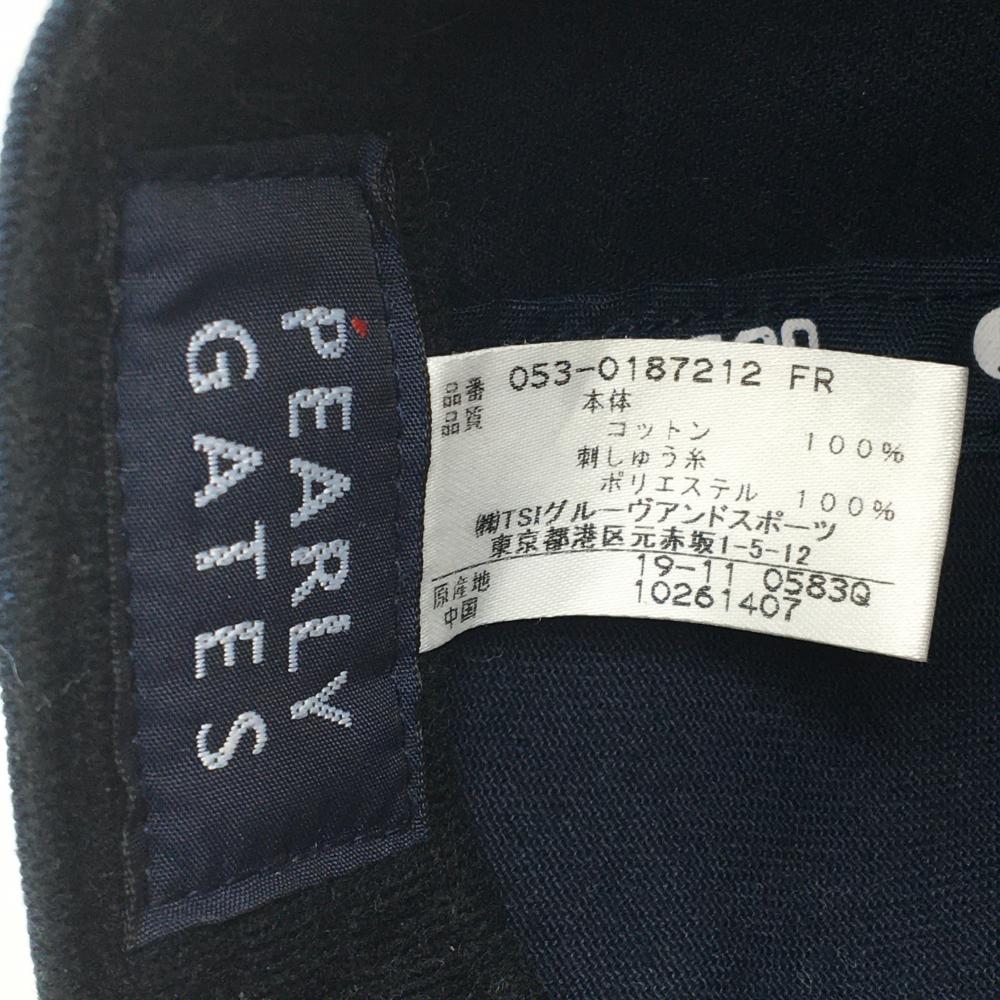 PEARLY
GATES
品番 053-0187212 FR
品質 本体
コットン 100%
刺しゅう糸
ポリエステル 100%
㈱TSIグルーヴアンドスポーツ
東京都港区元赤坂1-5-12
原産地 19-11 0583Q
中国 10261407